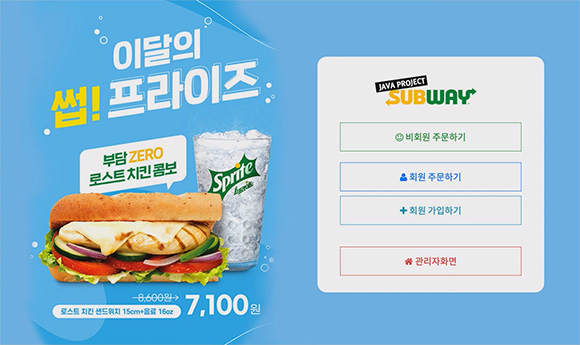 이달의
썹! 프라이즈
부담 ZERO
로스트 치킨 콤보
Sprite
8,600원→
7,100원
로스트 치킨 샌드위치 15cm+음료 16oz
JAVA PROJECT
SUBWAY
비회원 주문하기
회원 주문하기
+ 회원 가입하기
관리자화면